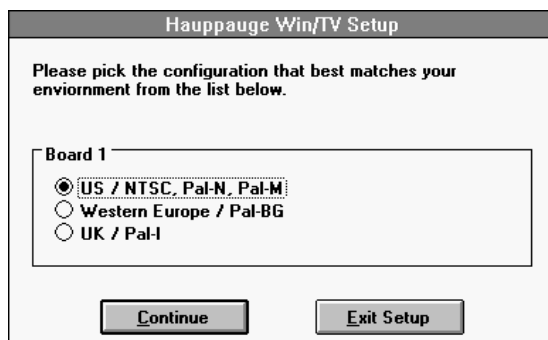 Hauppauge Win/TV Setup
Please pick the configuration that best matches your
enviornment from the list below.
Board 1
US / NTSC, Pal-N, Pal-M
Western Europe / Pal-BG
UK / Pal-I
Continue
Exit Setup